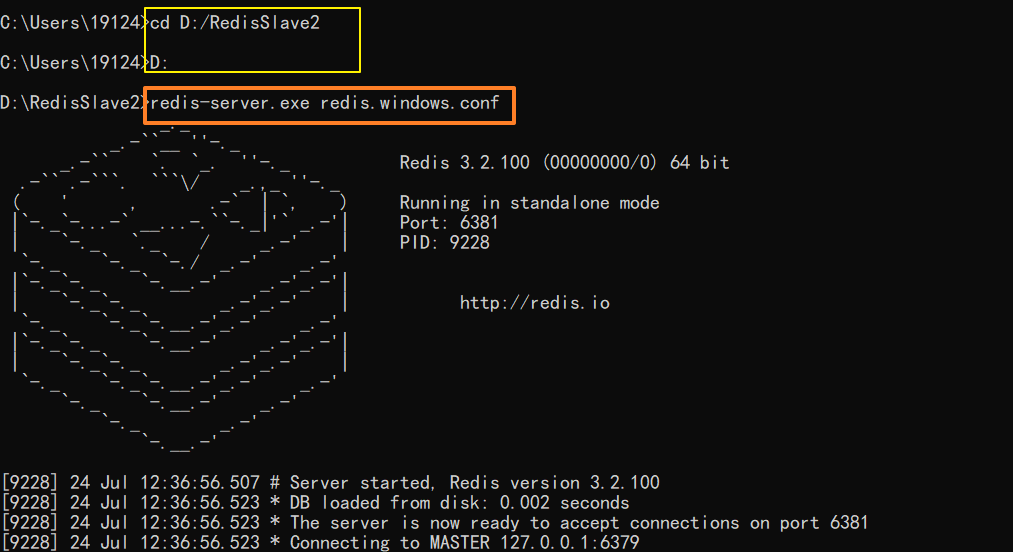 C:\Users\19124>cd D:/RedisSlave2
C:\Users\19124>D:
D:\RedisSlave2>redis-server.exe redis.windows.conf
Redis 3.2.100 (00000000/0) 64 bit
Running in standalone mode
Port: 6381
PID: 9228
http://redis.io
[9228] 24 Jul 12:36:56.507 # Server started, Redis version 3.2.100
[9228] 24 Jul 12:36:56.523 * DB loaded from disk: 0.002 seconds
[9228] 24 Jul 12:36:56.523 * The server is now ready to accept connections on port 6381
[9228] 24 Jul 12:36:56.523 * Connecting to MASTER 127.0.0.1:6379